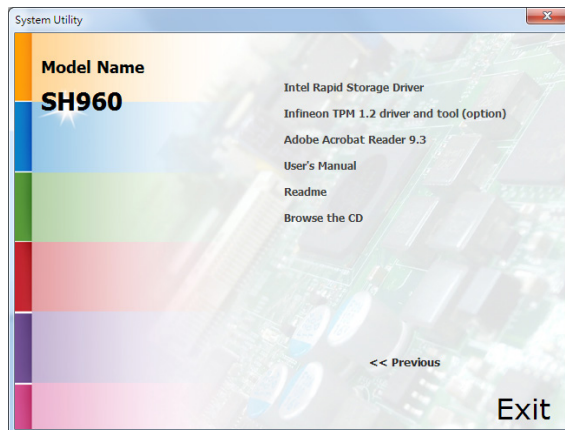 System Utility
Model Name
SH960
Intel Rapid Storage Driver
Infineon TPM 1.2 driver and tool (option)
Adobe Acrobat Reader 9.3
User's Manual
Readme
Browse the CD
<< Previous
Exit